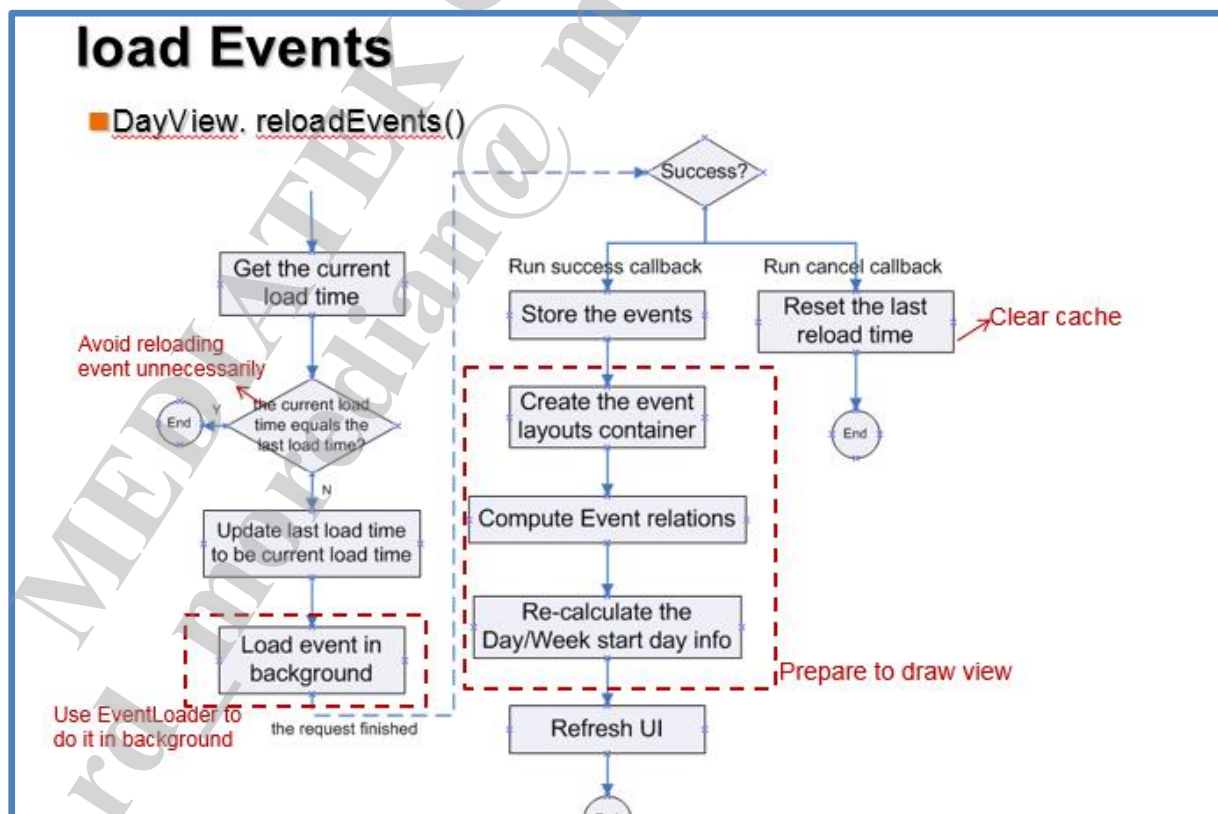 load Events
DayView. reloadEvents()
Success?
Get the current
load time
Run success callback
Run cancel callback
Store the events
Reset the last
reload time
Clear cache
Avoid reloading
event unnecessarily
the current load
time equals the
last load time?
Y
End
N
Create the event
layouts container
End
Update last load time
to be current load time
Compute Event relations
Load event in
background
Re-calculate the
Day/Week start day info
Prepare to draw view
Use EventLoader to
do it in background
the request finished
Refresh UI
MEDIATEK